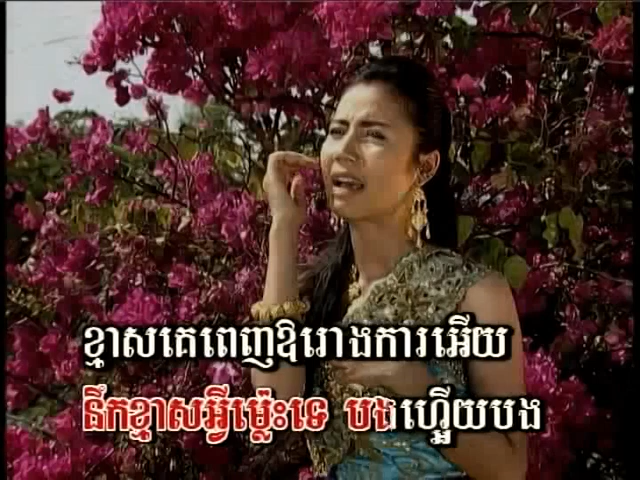 ខ្មាសគេពេញឱរោងការអើយ
នឹកខ្មាសអ្វីម្ល៉េះទេ បងហ្អើយបង